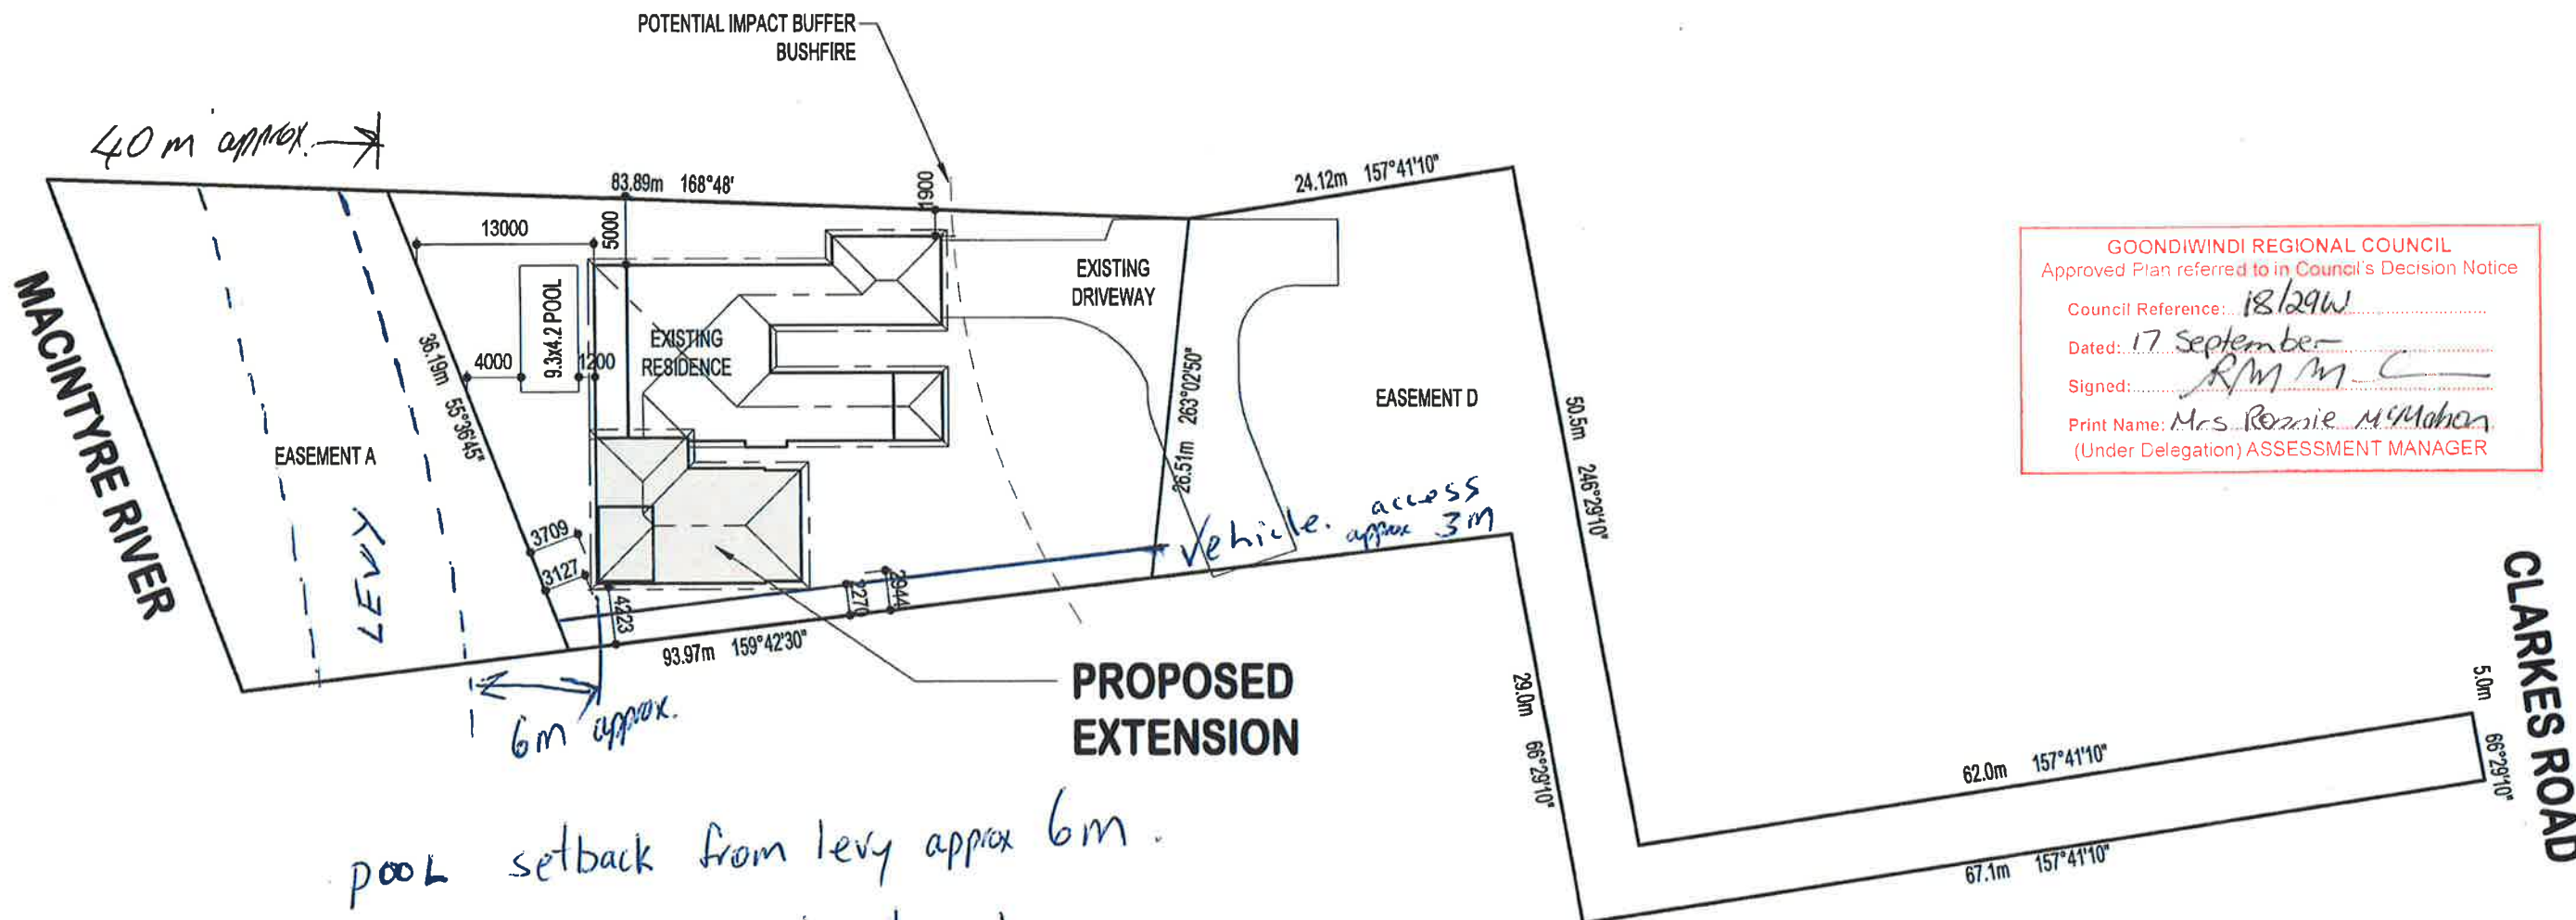 POTENTIAL IMPACT BUFFER
BUSHFIRE
40 m approx.
83.89m 168°48'
1900
24.12m 157°41'10"
13000
5000
MACINTYRE RIVER
9.3x4.2 POOL
EXISTING
RESIDENCE
EXISTING
DRIVEWAY
4000
1200
36.19m 55°36'45"
EASEMENT A
LEVY
26.51m 263°02'50"
EASEMENT D
50.5m 246°29'10"
GOONDIWINDI REGIONAL COUNCIL
Approved Plan referred to in Council's Decision Notice
Council Reference: 18/29W
Dated: 17 September
Signed:
Print Name: Mrs Ronnie McMahon
(Under Delegation) ASSESSMENT MANAGER
3709
3127
4223
2270
2944
Vehicle. access
approx 3m
93.97m 159°42'30"
6m approx.
PROPOSED
EXTENSION
29.0m 66°29'10"
62.0m 157°41'10"
5.0m
66°29'10"
67.1m 157°41'10"
CLARKES ROAD
pooL setback from levy approx 6m.